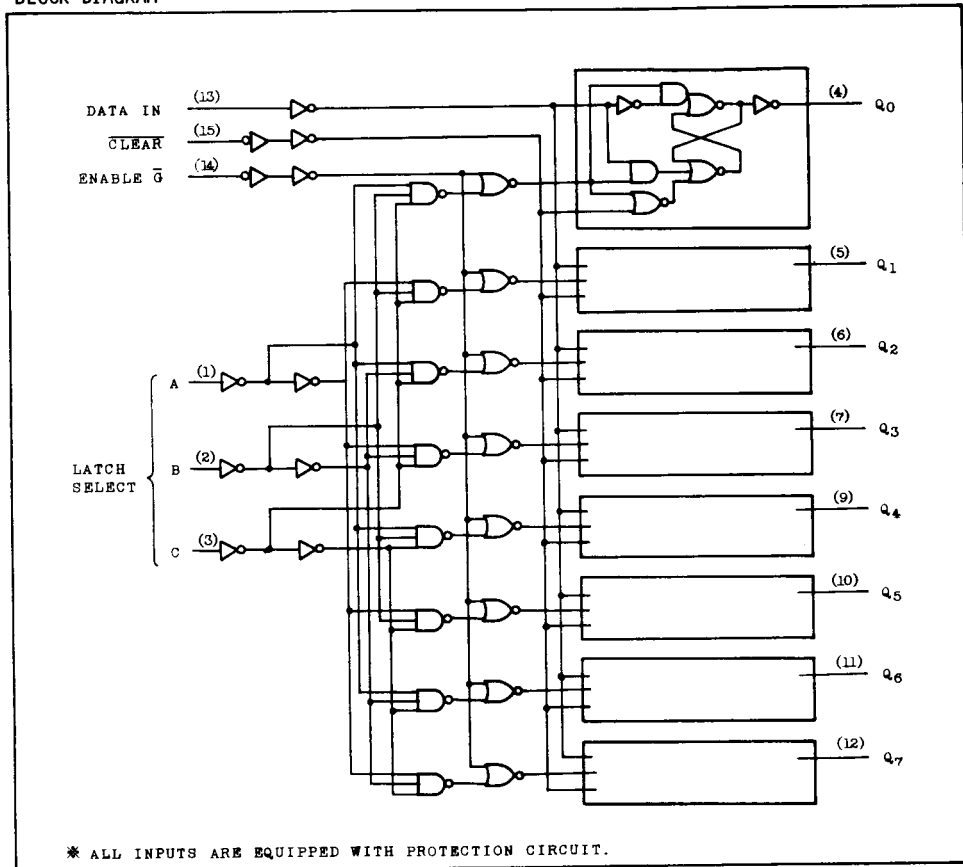 BLOCK DIAGRAM
DATA IN (13)
CLEAR (15)
ENABLE G̅ (14)
(4) Q0
(5) Q1
(6) Q2
(7) Q3
(9) Q4
(10) Q5
(11) Q6
(12) Q7
LATCH
SELECT
A (1)
B (2)
C (3)
※ ALL INPUTS ARE EQUIPPED WITH PROTECTION CIRCUIT.